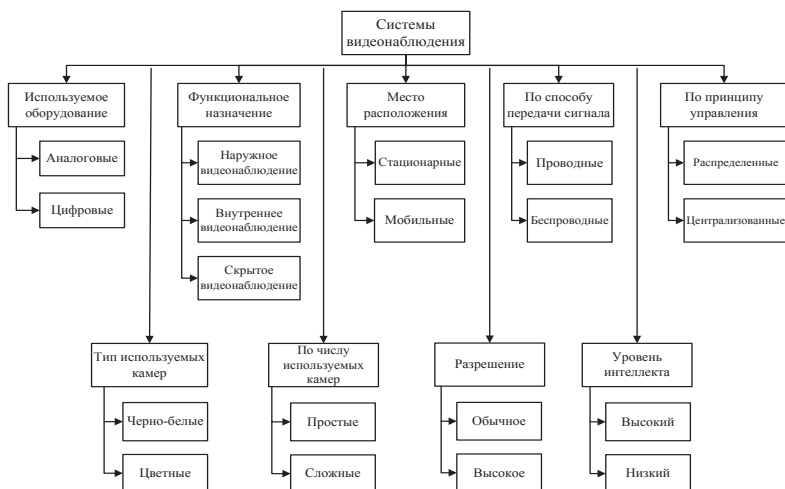 Системы
видеонаблюдения
Используемое
оборудование
Аналоговые
Цифровые
Функциональное
назначение
Наружное
видеонаблюдение
Внутреннее
видеонаблюдение
Скрытое
видеонаблюдение
Место
расположения
Стационарные
Мобильные
По способу
передачи сигнала
Проводные
Беспроводные
По принципу
управления
Распределенные
Централизованные
Тип используемых
камер
Черно-белые
Цветные
По числу
используемых камер
Простые
Сложные
Разрешение
Обычное
Высокое
Уровень
интеллекта
Высокий
Низкий